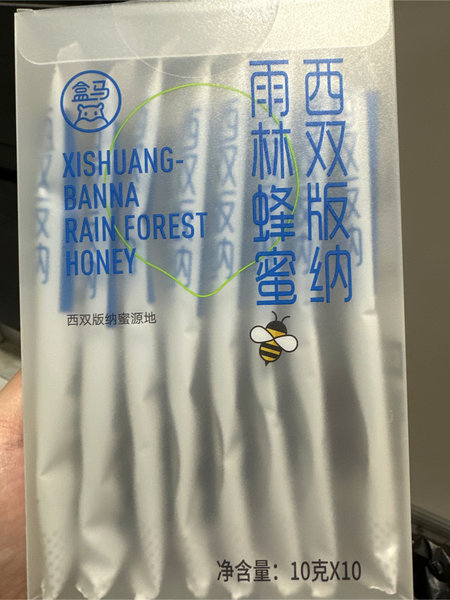 盒马
XISHUANG-
BANNA
RAIN FOREST
HONEY
西双版纳蜜源地
西双版纳
雨林蜂蜜
净含量：10克X10